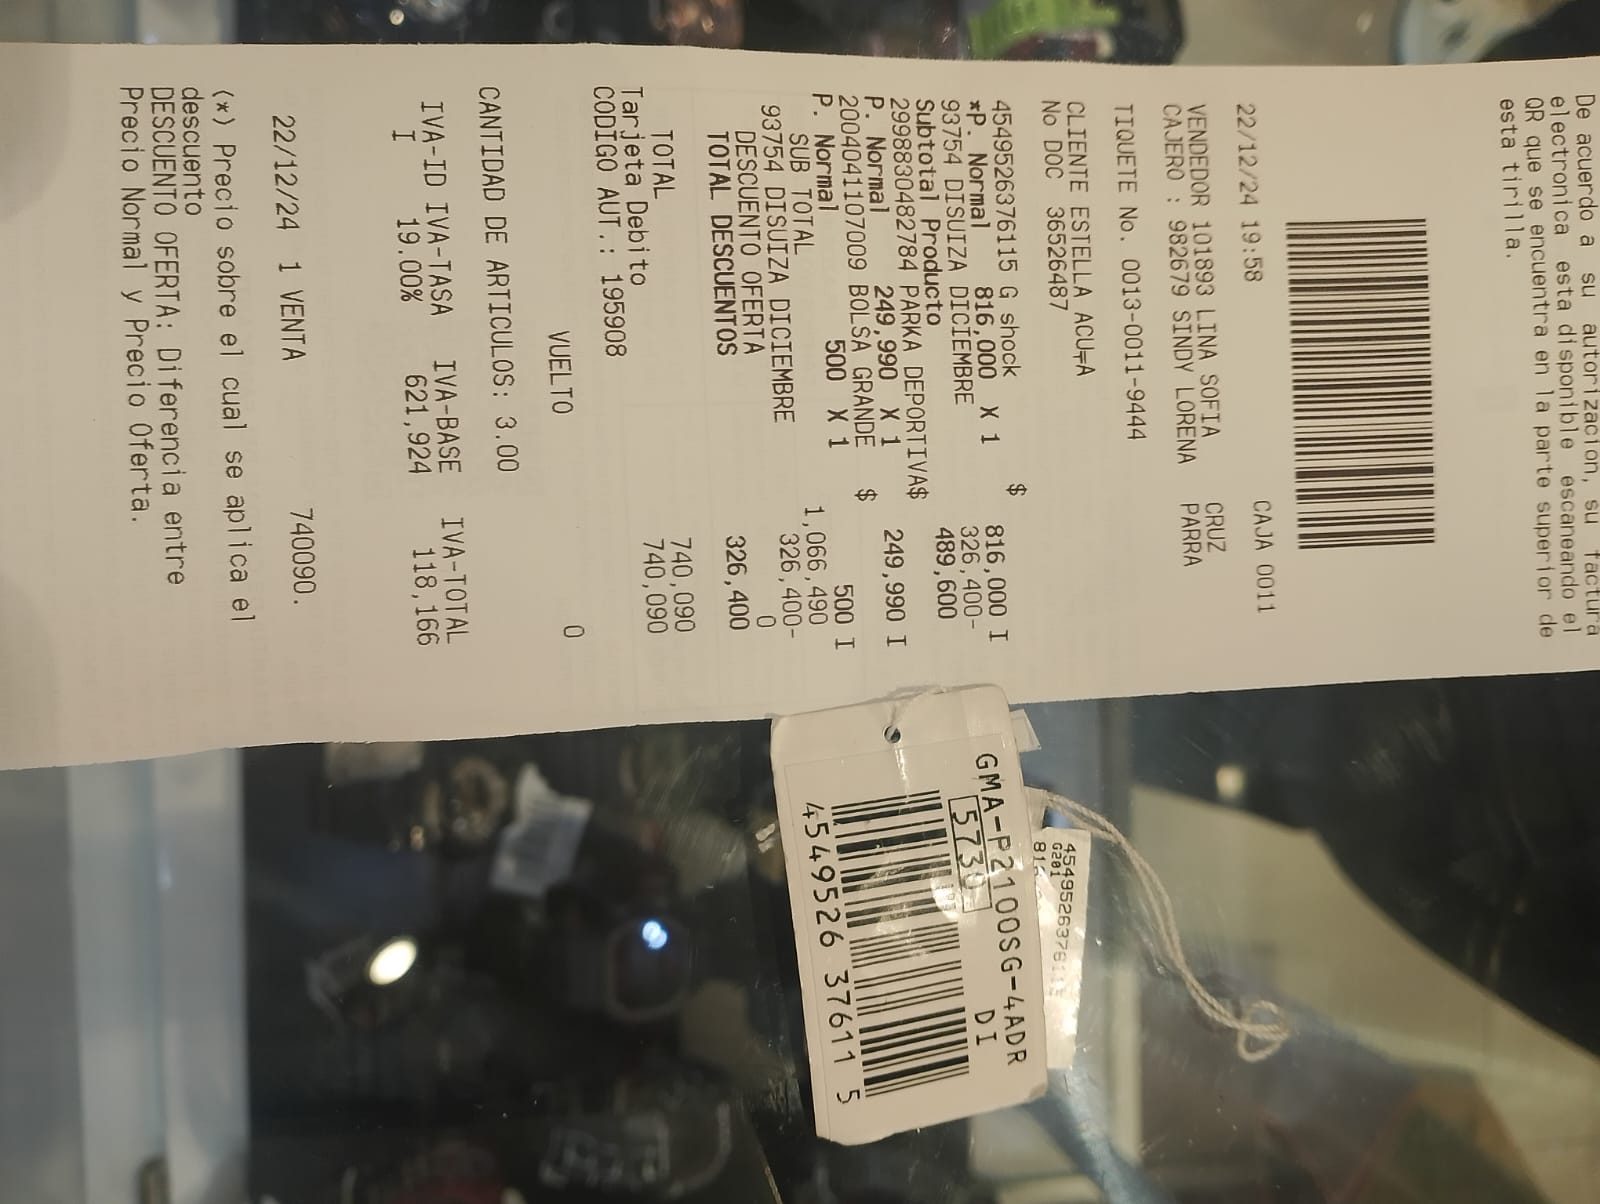 De acuerdo a su autorizacion, su factura
electronica esta disponible escaneando el
QR que se encuentra en la parte superior de
esta tirilla.
CAJA 0011
22/12/24 19:58
VENDEDOR 101893 LINA SOFIA CRUZ
CAJERO : 982679 SINDY LORENA PARRA
TIQUETE No. 0013-0011-9444
CLIENTE ESTELLA ACU╤A
No DOC 36526487
4549526376115 G shock $ 816,000 I
*P. Normal 816,000 X 1
93754 DISUIZA DICIEMBRE 326,400-
Subtotal Producto 489,600
2998830482784 PARKA DEPORTIVA$ 249,990 I
P. Normal 249,990 X 1
2004041107009 BOLSA GRANDE $ 500 I
P. Normal 500 X 1
SUB TOTAL 1,066,490
93754 DISUIZA DICIEMBRE 326,400-
DESCUENTO OFERTA 0
TOTAL DESCUENTOS 326,400
TOTAL 740,090
Tarjeta Debito 740,090
CODIGO AUT.: 195908
VUELTO 0
CANTIDAD DE ARTICULOS: 3.00
IVA-ID IVA-TASA IVA-BASE IVA-TOTAL
I 19.00% 621,924 118,166
22/12/24 1 VENTA 740090.
(*) Precio sobre el cual se aplica el
descuento
DESCUENTO OFERTA: Diferencia entre
Precio Normal y Precio Oferta.
G201
GMA-P2100SG-4ADR
DI
4549526 37611 5